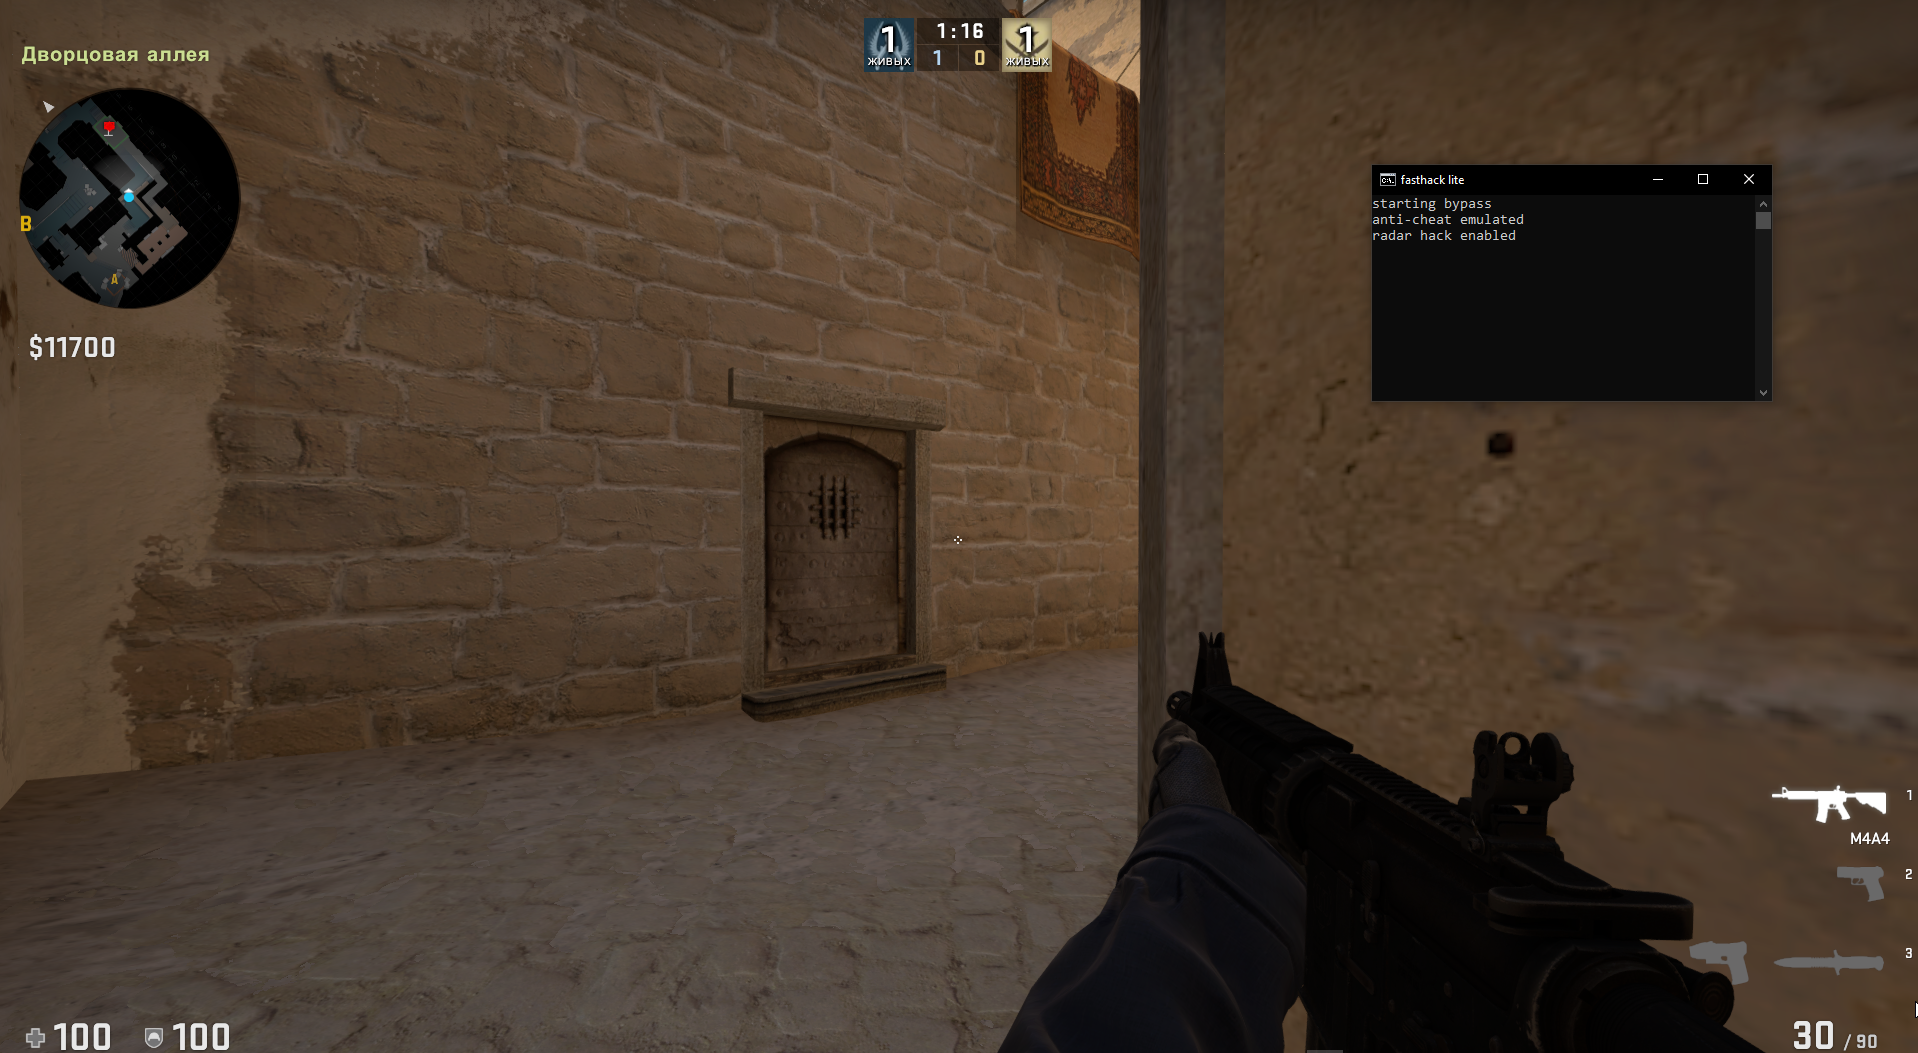 Дворцовая аллея
1
живых
1:16
1 0
1
живых
B
A
$11700
fasthack lite
starting bypass
anti-cheat emulated
radar hack enabled
1
M4A4
2
3
100
100
30 / 90